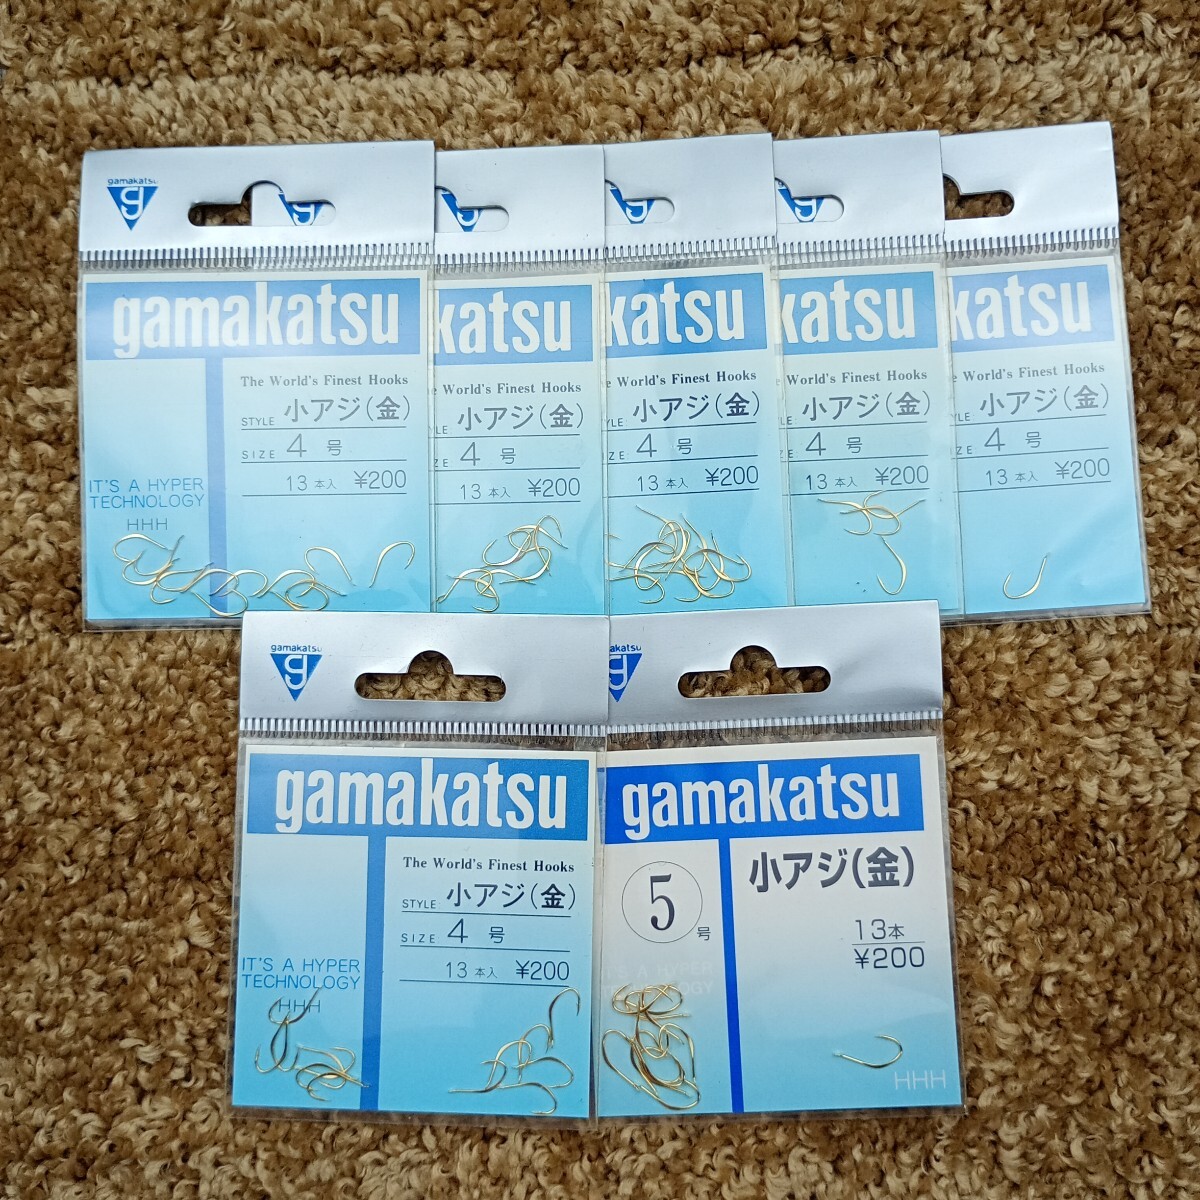 gamakatsu
gamakatsu
The World's Finest Hooks
STYLE 小アジ(金)
SIZE 4 号
13 本入 ¥200
IT'S A HYPER
TECHNOLOGY
HHH
katsu
World's Finest Hooks
小アジ(金)
4 号
13 本入 ¥200
katsu
World's Finest Hooks
小アジ(金)
4 号
13 本入 ¥200
katsu
World's Finest Hooks
小アジ(金)
4 号
13 本入 ¥200
katsu
World's Finest Hooks
小アジ(金)
4 号
13 本入 ¥200
gamakatsu
gamakatsu
The World's Finest Hooks
STYLE 小アジ(金)
SIZE 4 号
13 本入 ¥200
IT'S A HYPER
TECHNOLOGY
HHH
makatsu
gamakatsu
5 号
小アジ(金)
13本
¥200
IT'S A HYPER
TECHNOLOGY
HHH